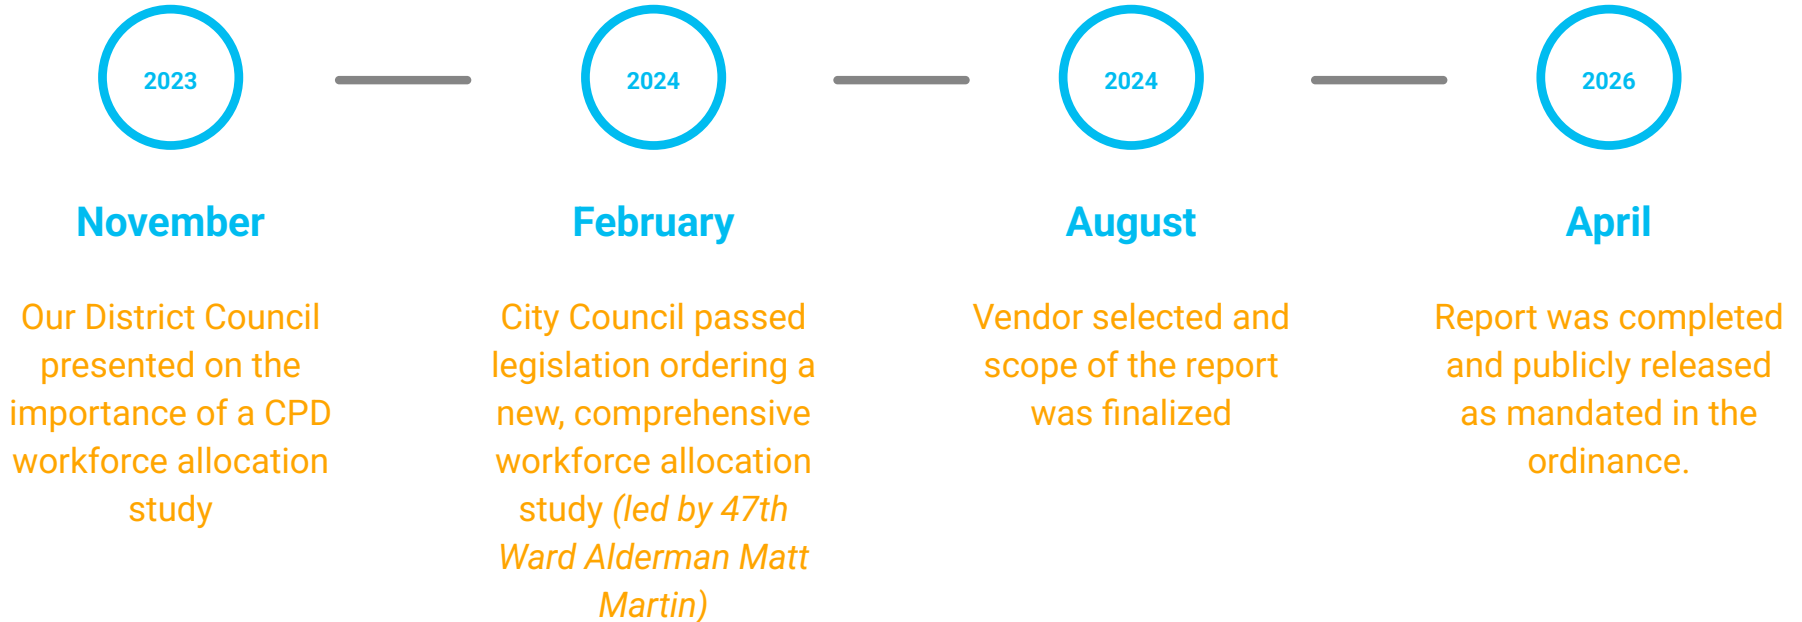 2023
November
Our District Council
presented on the
importance of a CPD
workforce allocation
study
2024
February
City Council passed
legislation ordering a
new, comprehensive
workforce allocation
study (led by 47th
Ward Alderman Matt
Martin)
2024
August
Vendor selected and
scope of the report
was finalized
2026
April
Report was completed
and publicly released
as mandated in the
ordinance.